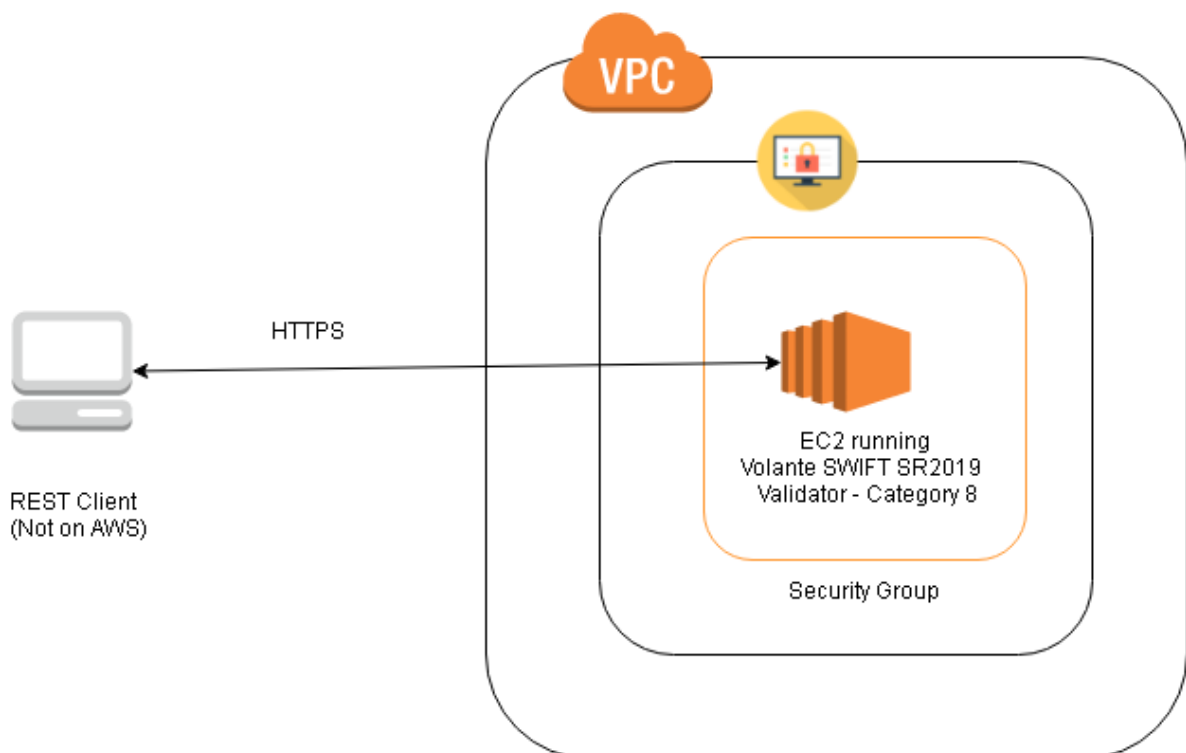 VPC
HTTPS
REST Client
(Not on AWS)
EC2 running
Volante SWIFT SR2019
Validator - Category 8
Security Group